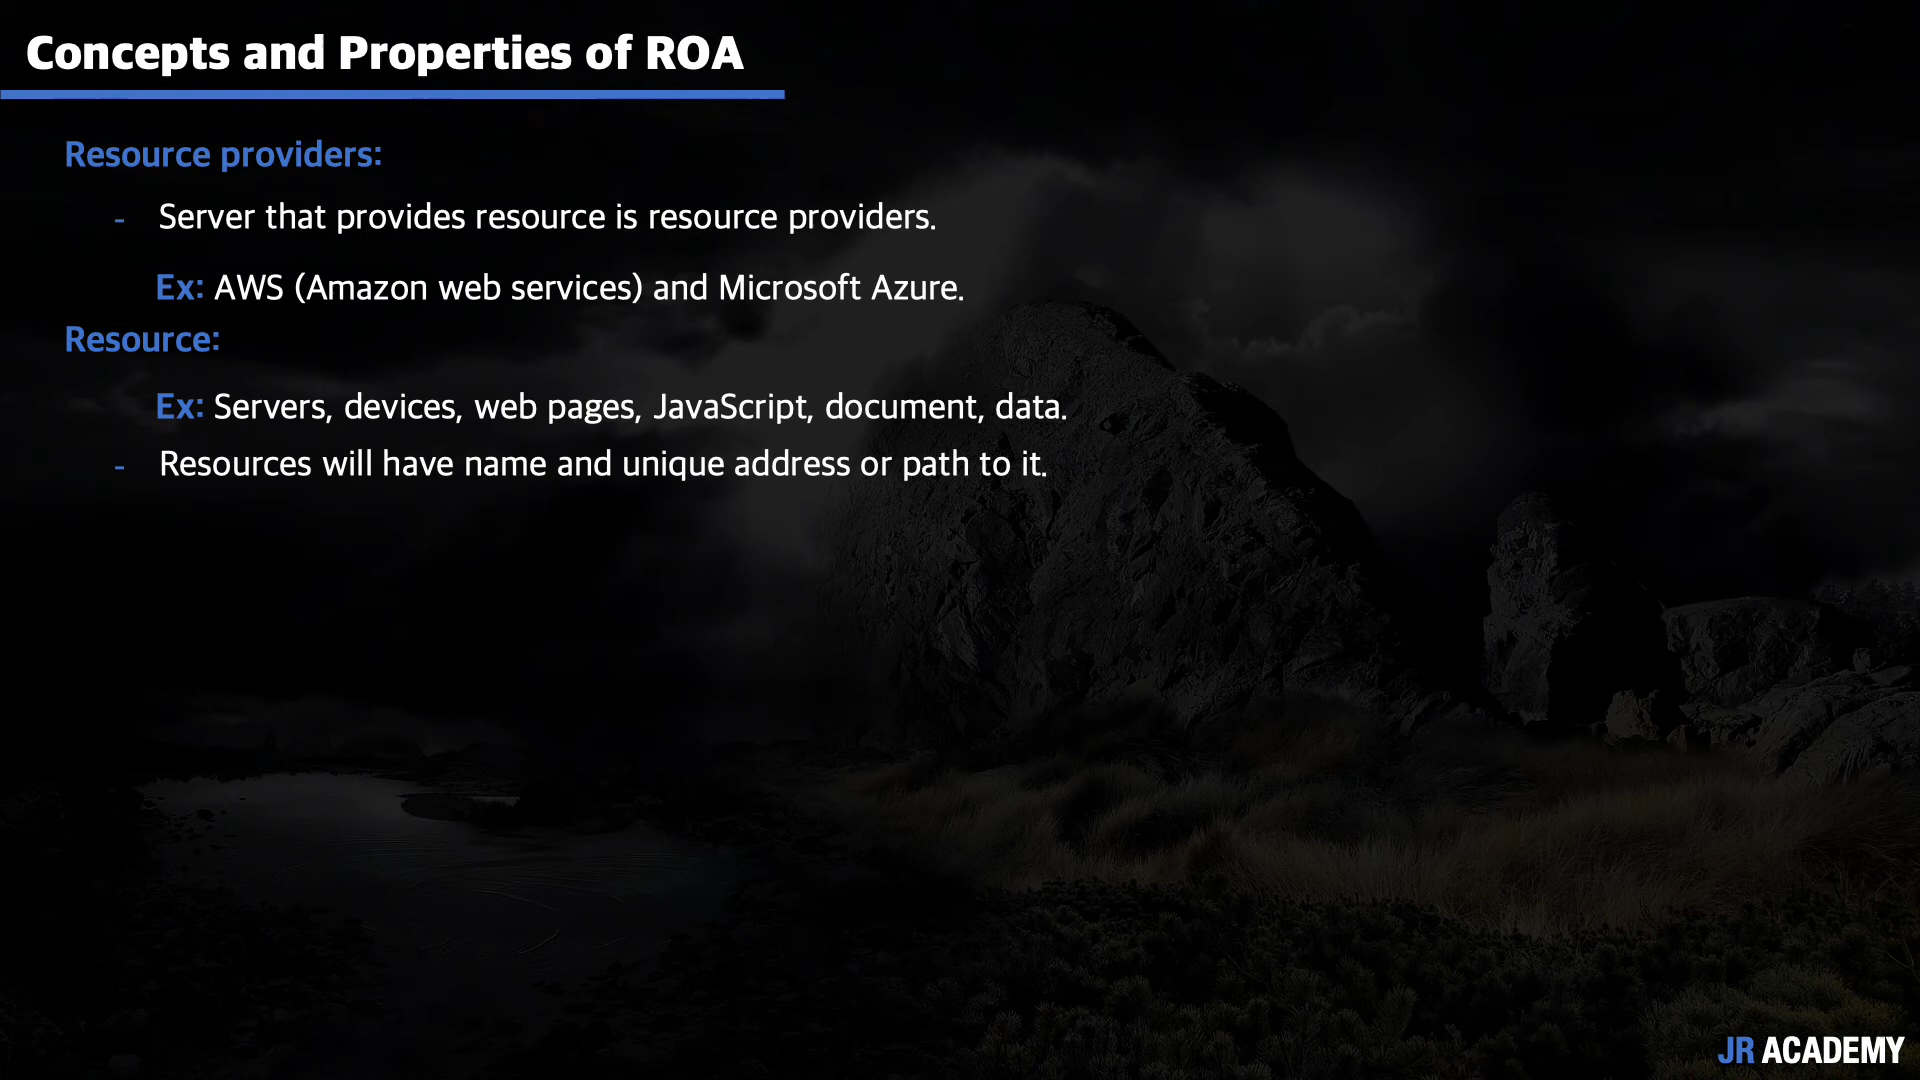 Concepts and Properties of ROA
Resource providers:
- Server that provides resource is resource providers.
Ex: AWS (Amazon web services) and Microsoft Azure.
Resource:
Ex: Servers, devices, web pages, JavaScript, document, data.
- Resources will have name and unique address or path to it.
JR ACADEMY